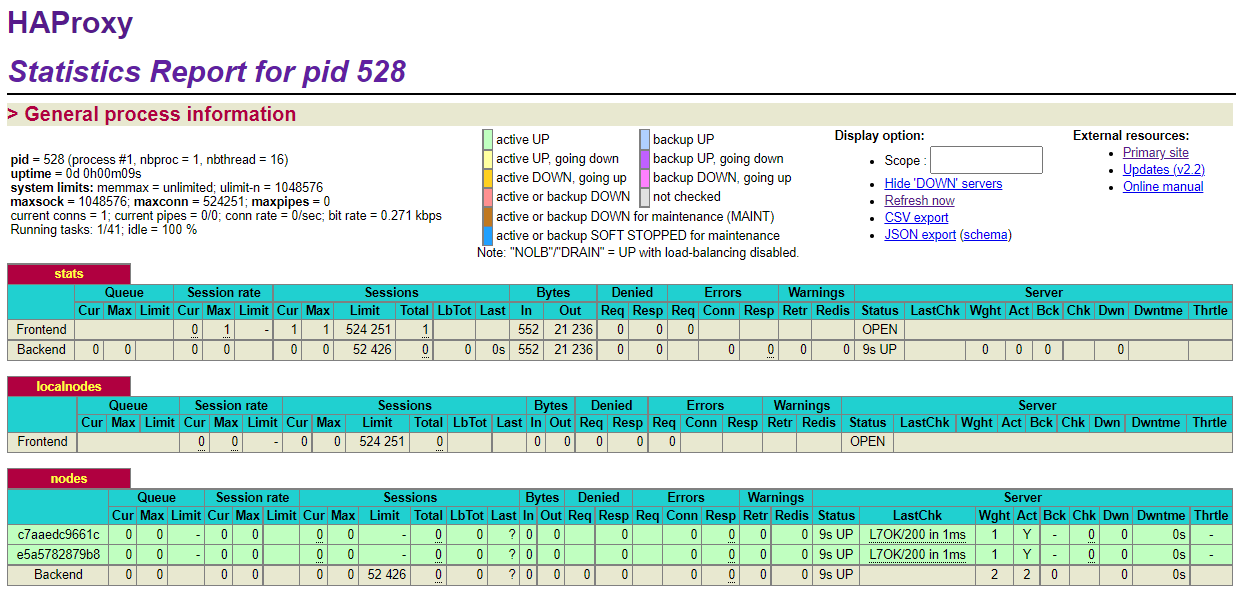 HAProxy
Statistics Report for pid 528
> General process information
pid = 528 (process #1, nbproc = 1, nbthread = 16)
uptime = 0d 0h00m09s
system limits: memmax = unlimited; ulimit-n = 1048576
maxsock = 1048576; maxconn = 524251; maxpipes = 0
current conns = 1; current pipes = 0/0; conn rate = 0/sec; bit rate = 0.271 kbps
Running tasks: 1/41; idle = 100 %
active UP backup UP
active UP, going down backup UP, going down
active DOWN, going up backup DOWN, going up
active or backup DOWN not checked
active or backup DOWN for maintenance (MAINT)
active or backup SOFT STOPPED for maintenance
Note: "NOLB"/"DRAIN" = UP with load-balancing disabled.
Display option:
• Scope :
• Hide 'DOWN' servers
• Refresh now
• CSV export
• JSON export (schema)
External resources:
• Primary site
• Updates (v2.2)
• Online manual
stats
Queue Session rate Sessions Bytes Denied Errors Warnings Server
Cur Max Limit Cur Max Limit Cur Max Limit Total LbTot Last In Out Req Resp Req Conn Resp Retr Redis Status LastChk Wght Act Bck Chk Dwn Dwntme Thrtle
Frontend 0 1 - 1 1 524 251 1 552 21 236 0 0 0 OPEN
Backend 0 0 0 0 0 0 52 426 0 0 0s 552 21 236 0 0 0 0 0 0 9s UP 0 0 0 0
localnodes
Queue Session rate Sessions Bytes Denied Errors Warnings Server
Cur Max Limit Cur Max Limit Cur Max Limit Total LbTot Last In Out Req Resp Req Conn Resp Retr Redis Status LastChk Wght Act Bck Chk Dwn Dwntme Thrtle
Frontend 0 0 - 0 0 524 251 0 0 0 0 0 0 OPEN
nodes
Queue Session rate Sessions Bytes Denied Errors Warnings Server
Cur Max Limit Cur Max Limit Cur Max Limit Total LbTot Last In Out Req Resp Req Conn Resp Retr Redis Status LastChk Wght Act Bck Chk Dwn Dwntme Thrtle
c7aaedc9661c 0 0 - 0 0 0 0 - 0 0 ? 0 0 0 0 0 0 0 9s UP L7OK/200 in 1ms 1 Y - 0 0 0s -
e5a5782879b8 0 0 - 0 0 0 0 - 0 0 ? 0 0 0 0 0 0 0 9s UP L7OK/200 in 1ms 1 Y - 0 0 0s -
Backend 0 0 0 0 0 0 52 426 0 0 ? 0 0 0 0 0 0 0 0 9s UP 2 2 0 0 0s